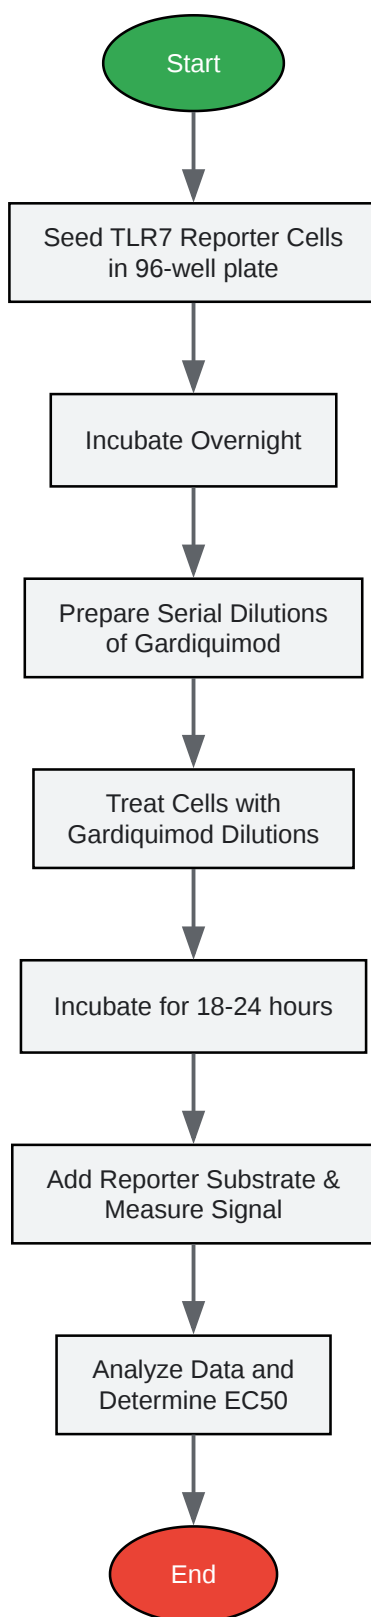 Start
Seed TLR7 Reporter Cells
in 96-well plate
Incubate Overnight
Prepare Serial Dilutions
of Gardiquimod
Treat Cells with
Gardiquimod Dilutions
Incubate for 18-24 hours
Add Reporter Substrate &
Measure Signal
Analyze Data and
Determine EC50
End